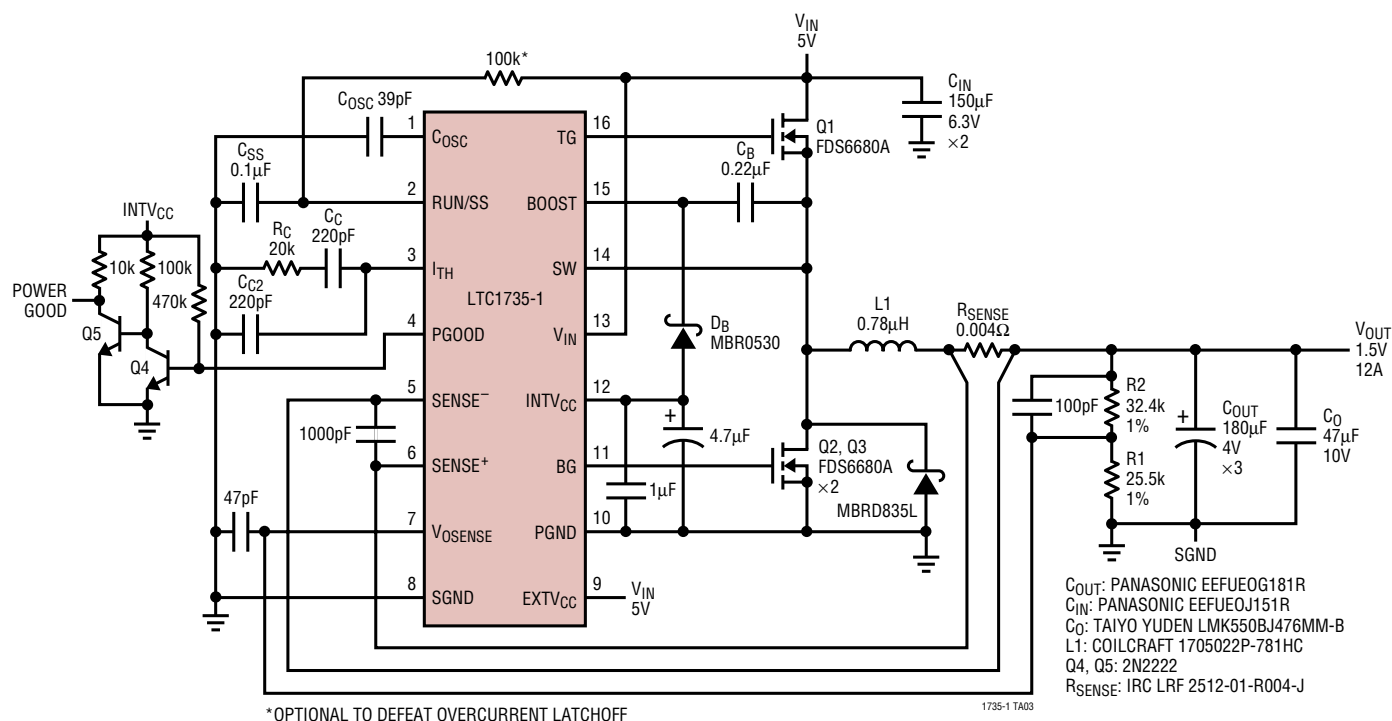 VIN
5V
100k*
COSC 39pF
CIN
150µF
6.3V
×2
1
COSC
16
TG
Q1
FDS6680A
CSS
0.1µF
CB
0.22µF
2
RUN/SS
15
BOOST
INTVCC
RC
20k
CC
220pF
3
ITH
14
SW
10k
100k
470k
CC2
220pF
LTC1735-1
POWER
GOOD
L1
0.78µH
RSENSE
0.004Ω
VOUT
1.5V
12A
Q5
Q4
4
PGOOD
13
VIN
DB
MBR0530
5
SENSE–
12
INTVCC
1000pF
+
4.7µF
100pF
R2
32.4k
1%
+
COUT
180µF
4V
×3
CO
47µF
10V
6
SENSE+
11
BG
Q2, Q3
FDS6680A
×2
1µF
R1
25.5k
1%
47pF
MBRD835L
7
VOSENSE
10
PGND
SGND
8
SGND
9
EXTVCC
VIN
5V
COUT: PANASONIC EEFUEOG181R
CIN: PANASONIC EEFUEOJ151R
CO: TAIYO YUDEN LMK550BJ476MM-B
L1: COILCRAFT 1705022P-781HC
Q4, Q5: 2N2222
RSENSE: IRC LRF 2512-01-R004-J
*OPTIONAL TO DEFEAT OVERCURRENT LATCHOFF
1735-1 TA03